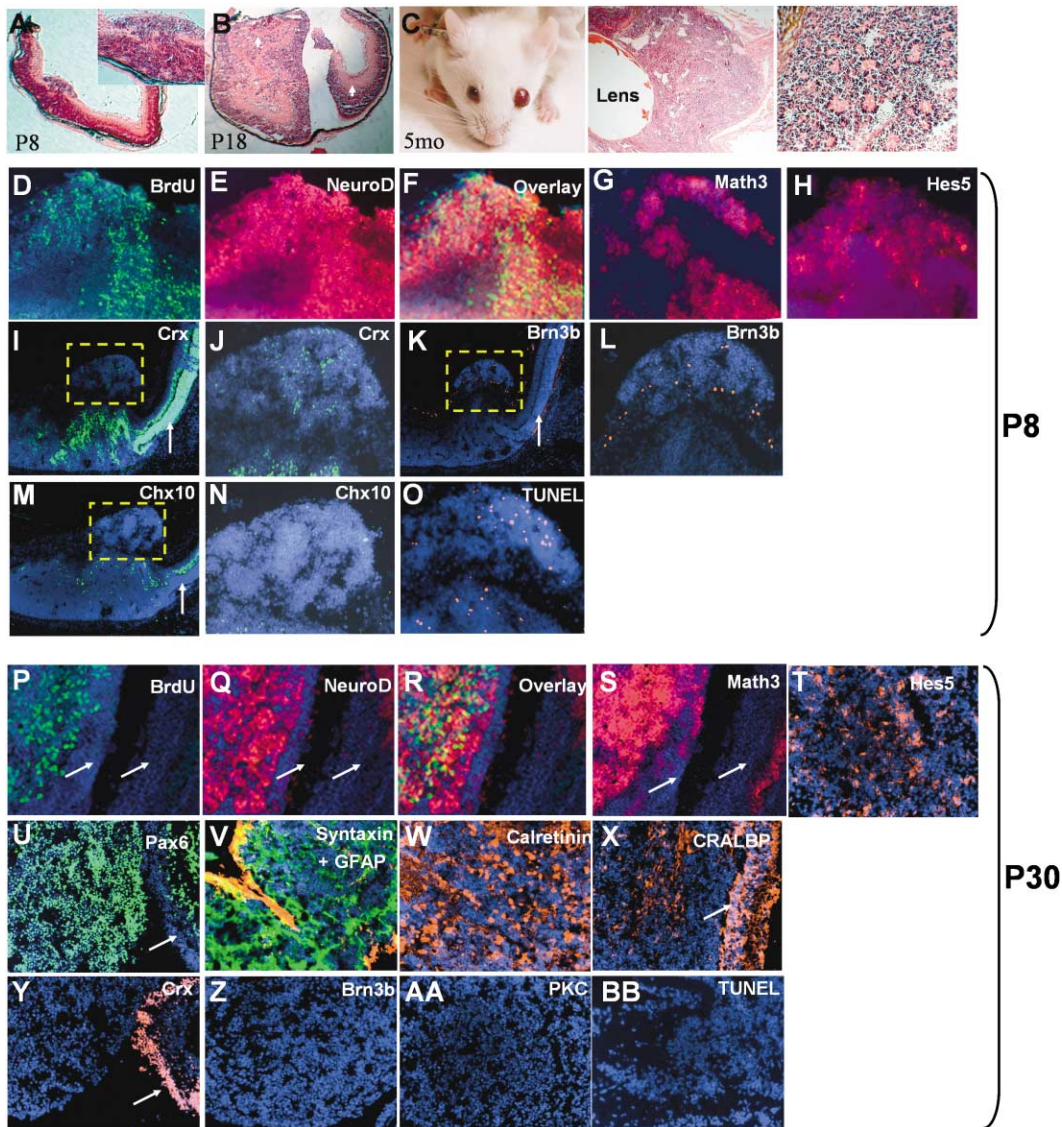 A
P8
B
P18
C
5mo
Lens
D
BrdU
E
NeuroD
F
Overlay
G
Math3
H
Hes5
I
Crx
J
Crx
K
Brn3b
L
Brn3b
M
Chx10
N
Chx10
O
TUNEL
P8
P
BrdU
Q
NeuroD
R
Overlay
S
Math3
T
Hes5
U
Pax6
V
Syntaxin
+ GFAP
W
Calretinin
X
CRALBP
Y
Crx
Z
Brn3b
AA
PKC
BB
TUNEL
P30